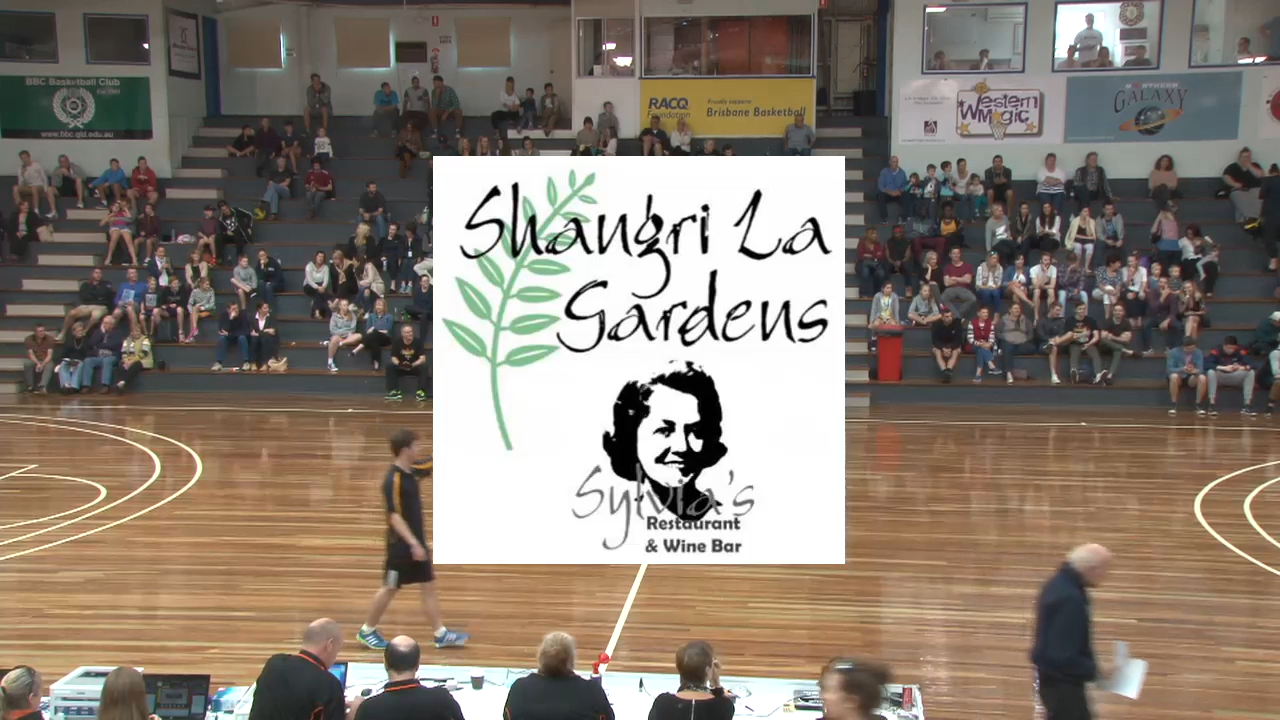 BBC Basketball Club
www.bbc.qld.edu.au
RACQ
Foundation
Proudly supports
Brisbane Basketball
Western
Magic
NORTHERN
GALAXY
Shangri La
Gardens
Sylvia's
Restaurant
& Wine Bar